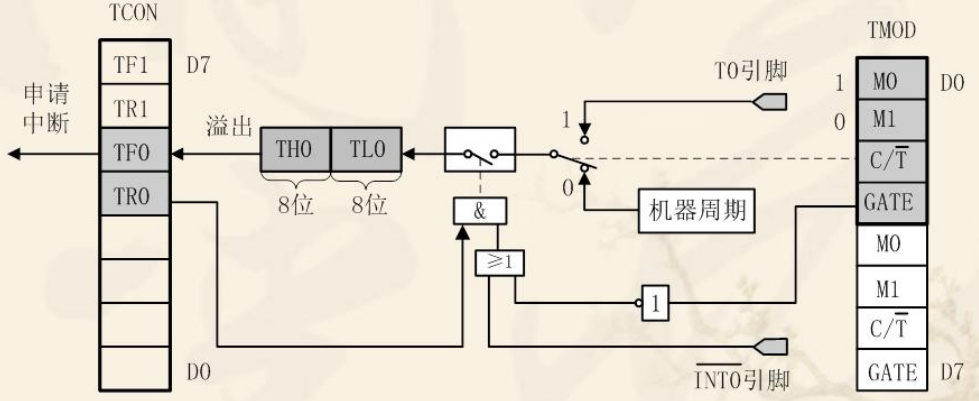 TCON
TF1
D7
TR1
TF0
TR0
D0
申请
中断
溢出
TH0
TL0
8位
8位
&
≥1
1
0
T0引脚
机器周期
1
INT0引脚
TMOD
1
M0
D0
0
M1
C/T
GATE
M0
M1
C/T
GATE
D7